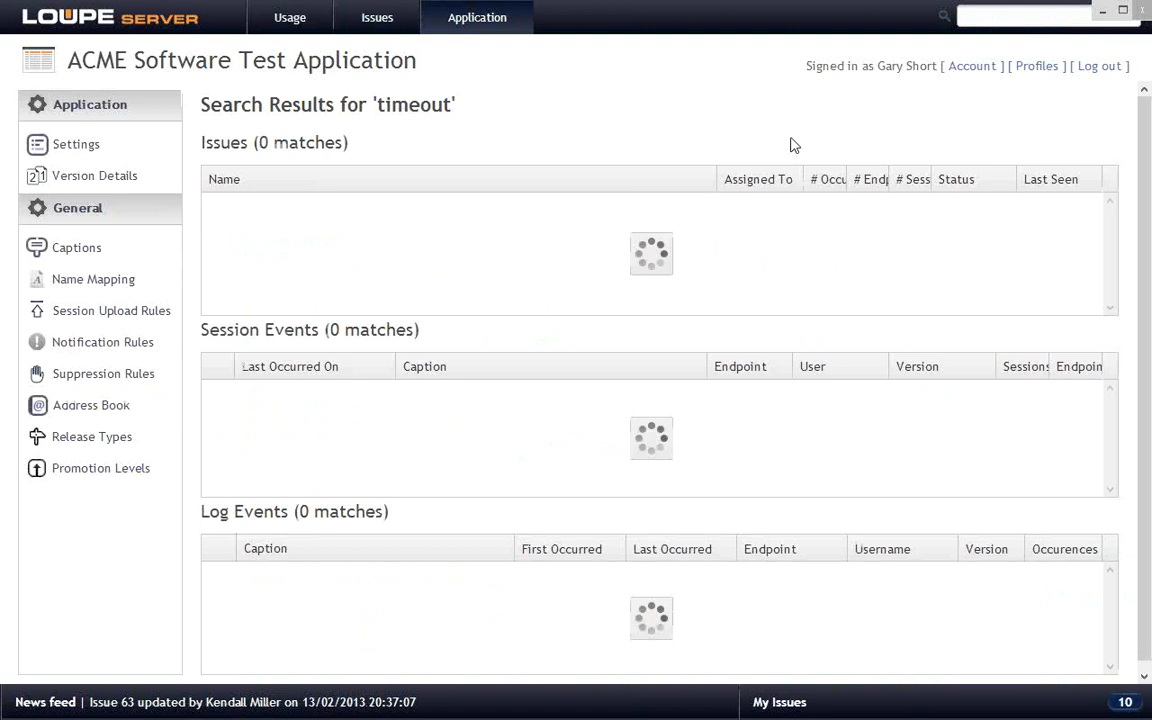 LOUPE SERVER
Usage
Issues
Application
ACME Software Test Application
Signed in as Gary Short [ Account ] [ Profiles ] [ Log out ]
Application
Settings
Version Details
General
Captions
Name Mapping
Session Upload Rules
Notification Rules
Suppression Rules
Address Book
Release Types
Promotion Levels
Search Results for 'timeout'
Issues (0 matches)
Name Assigned To # Occu # Endp # Sess Status Last Seen
Session Events (0 matches)
Last Occurred On Caption Endpoint User Version Sessions Endpoin
Log Events (0 matches)
Caption First Occurred Last Occurred Endpoint Username Version Occurences
News feed | Issue 63 updated by Kendall Miller on 13/02/2013 20:37:07
My Issues 10